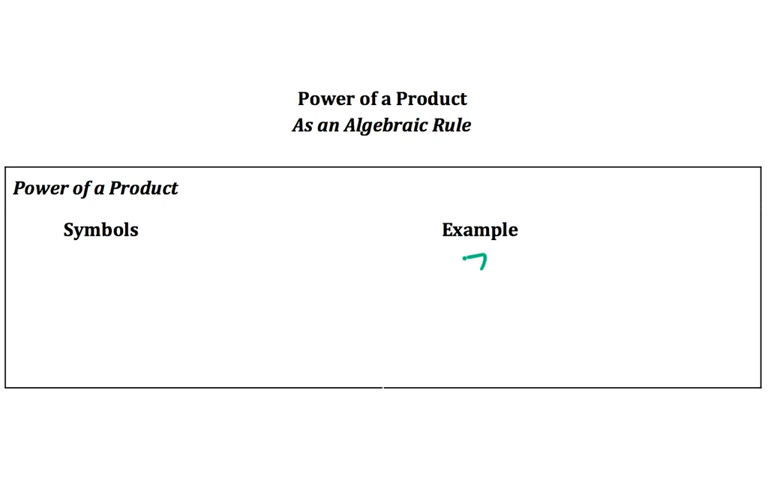 Power of a Product
As an Algebraic Rule
Power of a Product
Symbols
Example